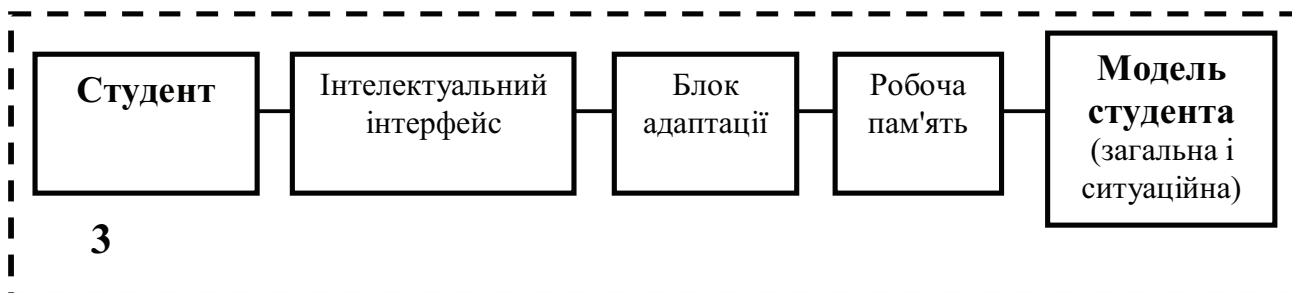 Студент
Інтелектуальний
інтерфейс
Блок
адаптації
Робоча
пам'ять
Модель
студента
(загальна і
ситуаційна)
3